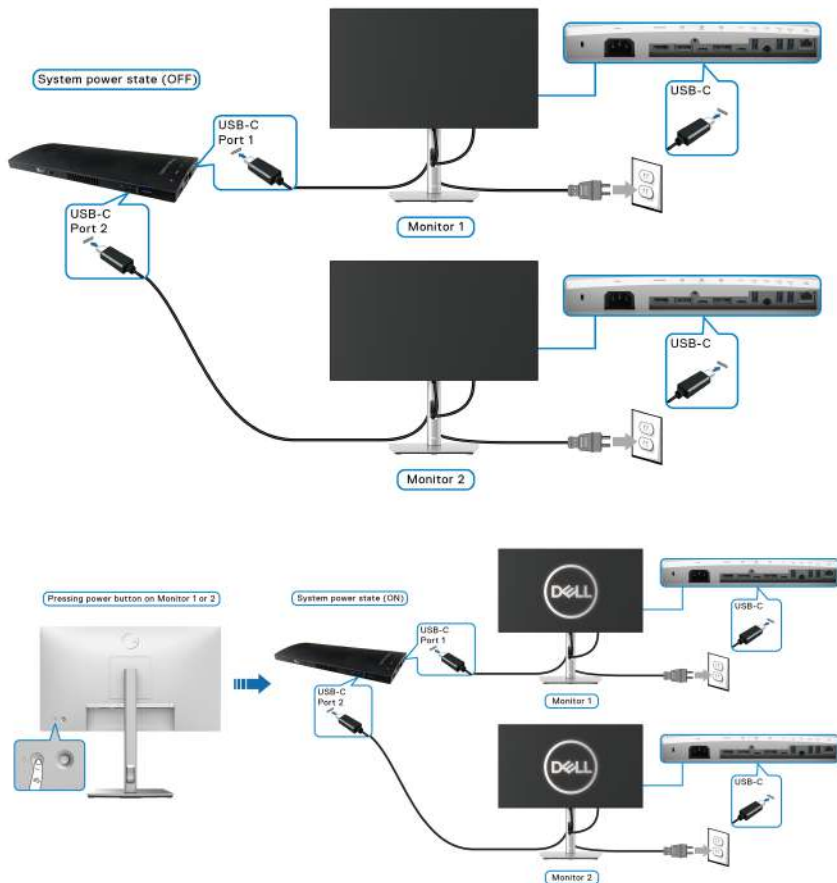 System power state (OFF)
USB-C
Port 1
USB-C
Monitor 1
USB-C
Port 2
USB-C
Monitor 2
Pressing power button on Monitor 1 or 2
System power state (ON)
DELL
USB-C
Port 1
USB-C
Monitor 1
USB-C
Port 2
DELL
USB-C
Monitor 2